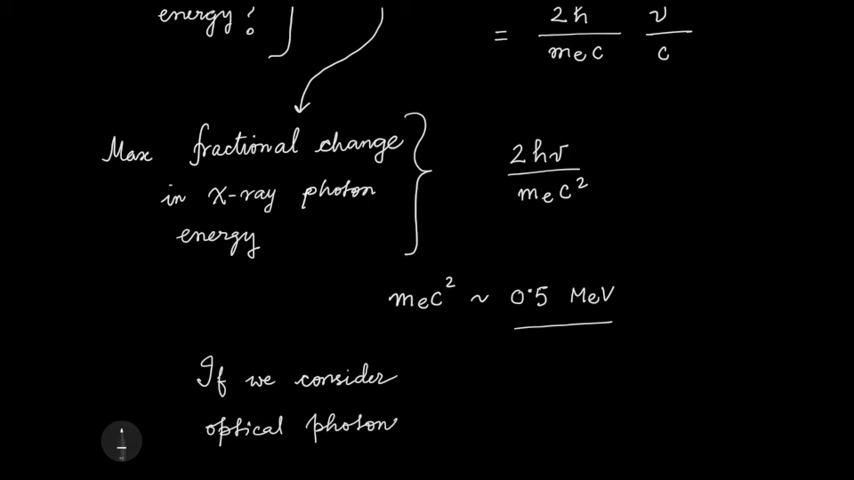 energy?
= 2h/mec ν/c
Max fractional change
in X-ray photon
energy
2hν/mec²
mec² ~ 0.5 MeV
If we consider
optical photon